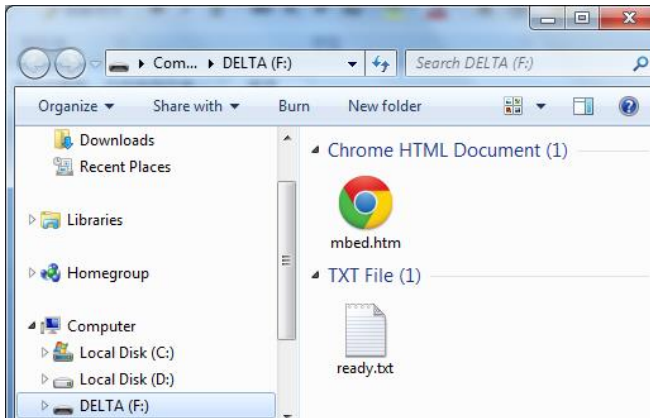 Com... DELTA (F:) Search DELTA (F:)
Organize Share with Burn New folder
Downloads
Recent Places
Libraries
Homegroup
Computer
Local Disk (C:)
Local Disk (D:)
DELTA (F:)
Chrome HTML Document (1)
mbed.htm
TXT File (1)
ready.txt